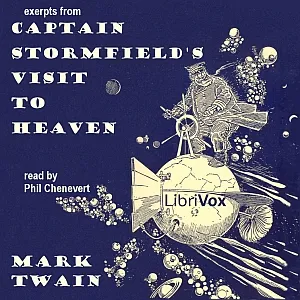 exerpts from
CAPTAIN
STORMFIELD'S
VISIT
TO
HEAVEN
read by
Phil Chenevert
LibriVox
MARK
TWAIN